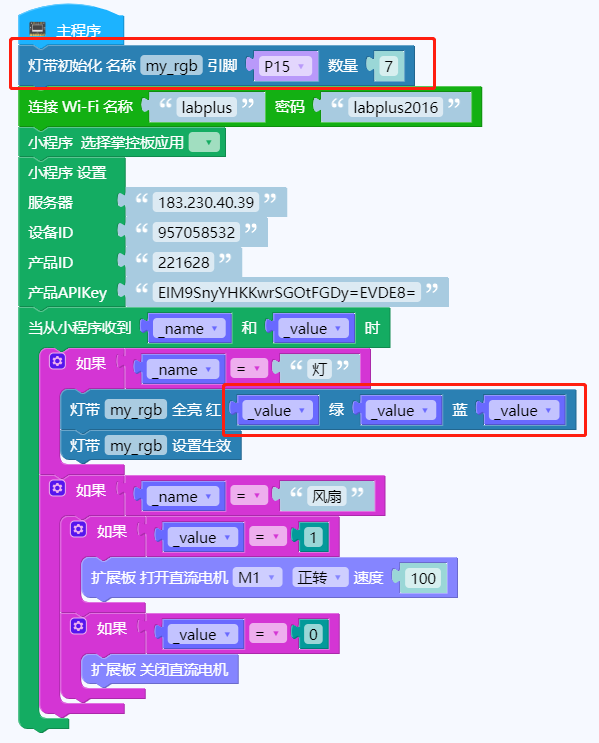 主程序
灯带初始化 名称 my_rgb 引脚 P15 数量 7
连接 Wi-Fi 名称 “ labplus ” 密码 “ labplus2016 ”
小程序 选择掌控板应用
小程序 设置
服务器 “ 183.230.40.39 ”
设备ID “ 957058532 ”
产品ID “ 221628 ”
产品APIKey “ EIM9SnyYHKKwrSGOtFGDy=EVDE8= ”
当从小程序收到 _name 和 _value 时
如果 _name = “ 灯 ”
灯带 my_rgb 全亮 红 _value 绿 _value 蓝 _value
灯带 my_rgb 设置生效
如果 _name = “ 风扇 ”
如果 _value = 1
扩展板 打开直流电机 M1 正转 速度 100
如果 _value = 0
扩展板 关闭直流电机